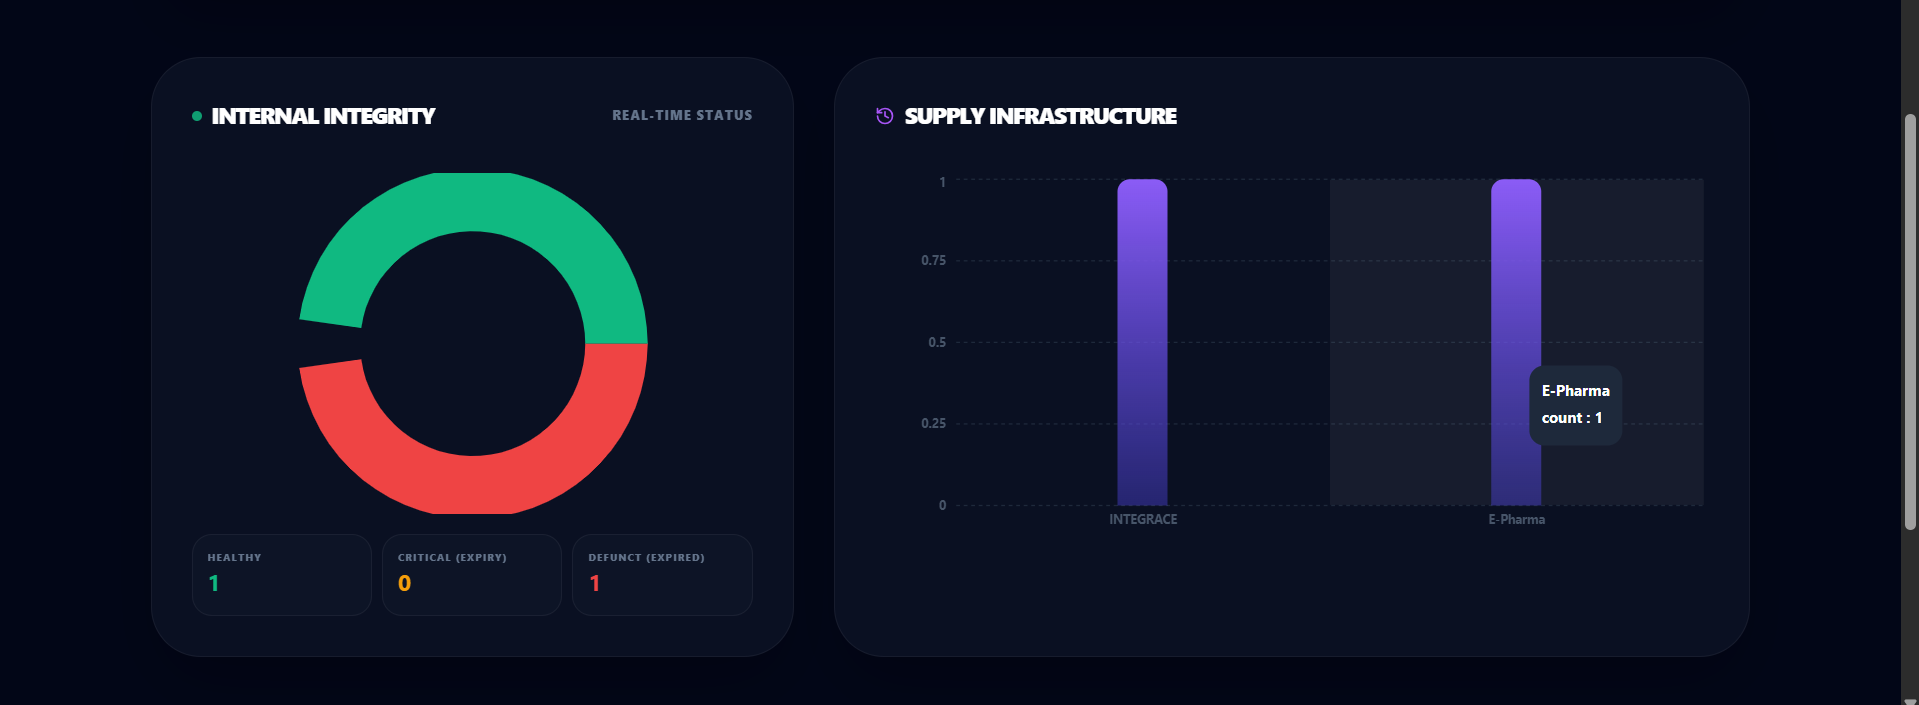 INTERNAL INTEGRITY
REAL-TIME STATUS
HEALTHY
1
CRITICAL (EXPIRY)
0
DEFUNCT (EXPIRED)
1
SUPPLY INFRASTRUCTURE
1
0.75
0.5
0.25
0
INTEGRACE
E-Pharma
E-Pharma
count : 1